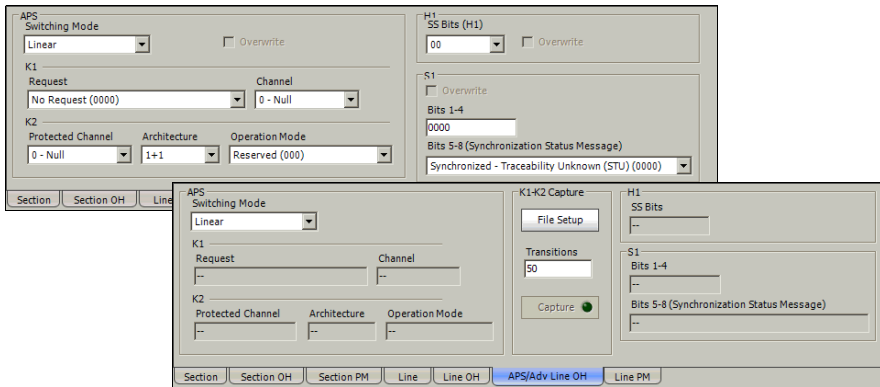 APS
Switching Mode
Linear
Overwrite
K1
Request
Channel
No Request (0000)
0 - Null
K2
Protected Channel
Architecture
Operation Mode
0 - Null
1+1
Reserved (000)
H1
SS Bits (H1)
00
Overwrite
S1
Overwrite
Bits 1-4
0000
Bits 5-8 (Synchronization Status Message)
Synchronized - Traceability Unknown (STU) (0000)
Section
Section OH
Line
APS
Switching Mode
Linear
K1
Request
Channel
--
--
K2
Protected Channel
Architecture
Operation Mode
--
--
--
K1-K2 Capture
File Setup
Transitions
50
Capture
H1
SS Bits
--
S1
Bits 1-4
--
Bits 5-8 (Synchronization Status Message)
--
Section
Section OH
Section PM
Line
Line OH
APS/Adv Line OH
Line PM